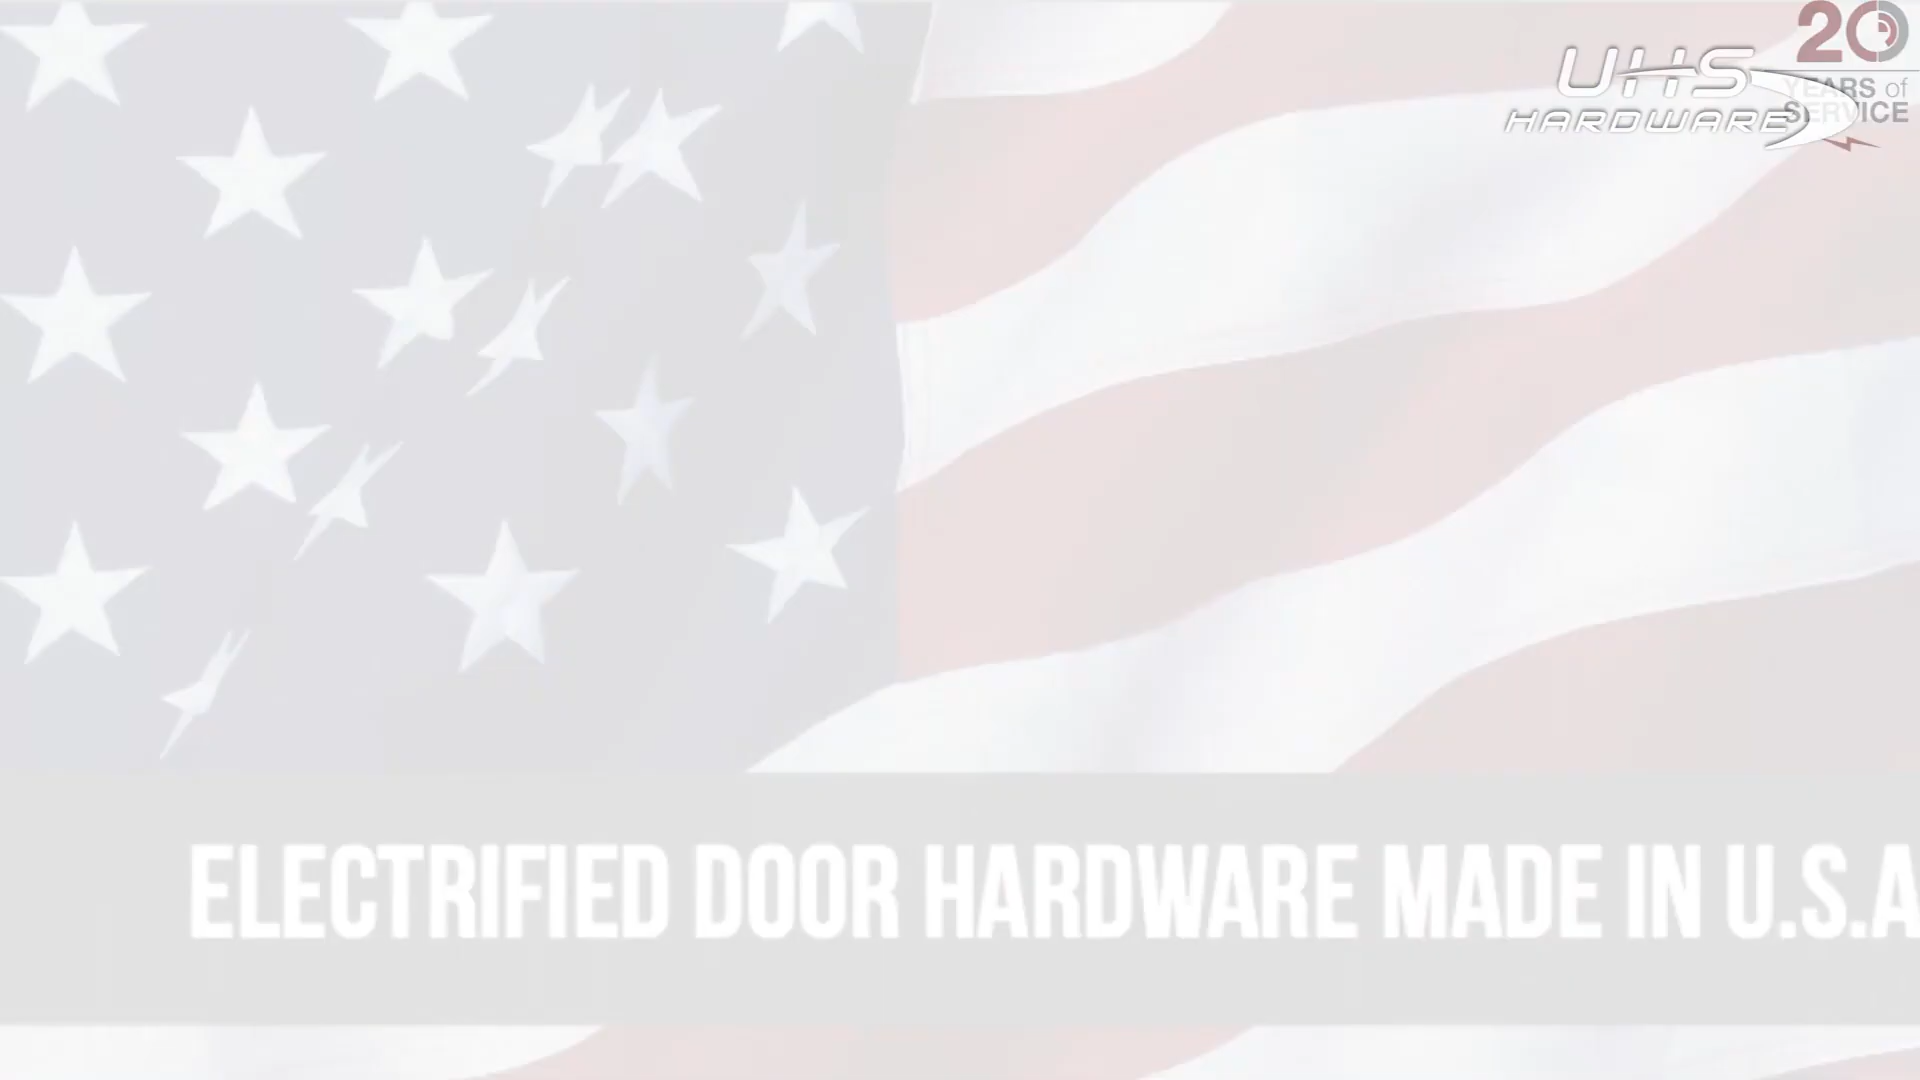 20
YEARS of
SERVICE
UHS
HARDWARE
ELECTRIFIED DOOR HARDWARE MADE IN U.S.A